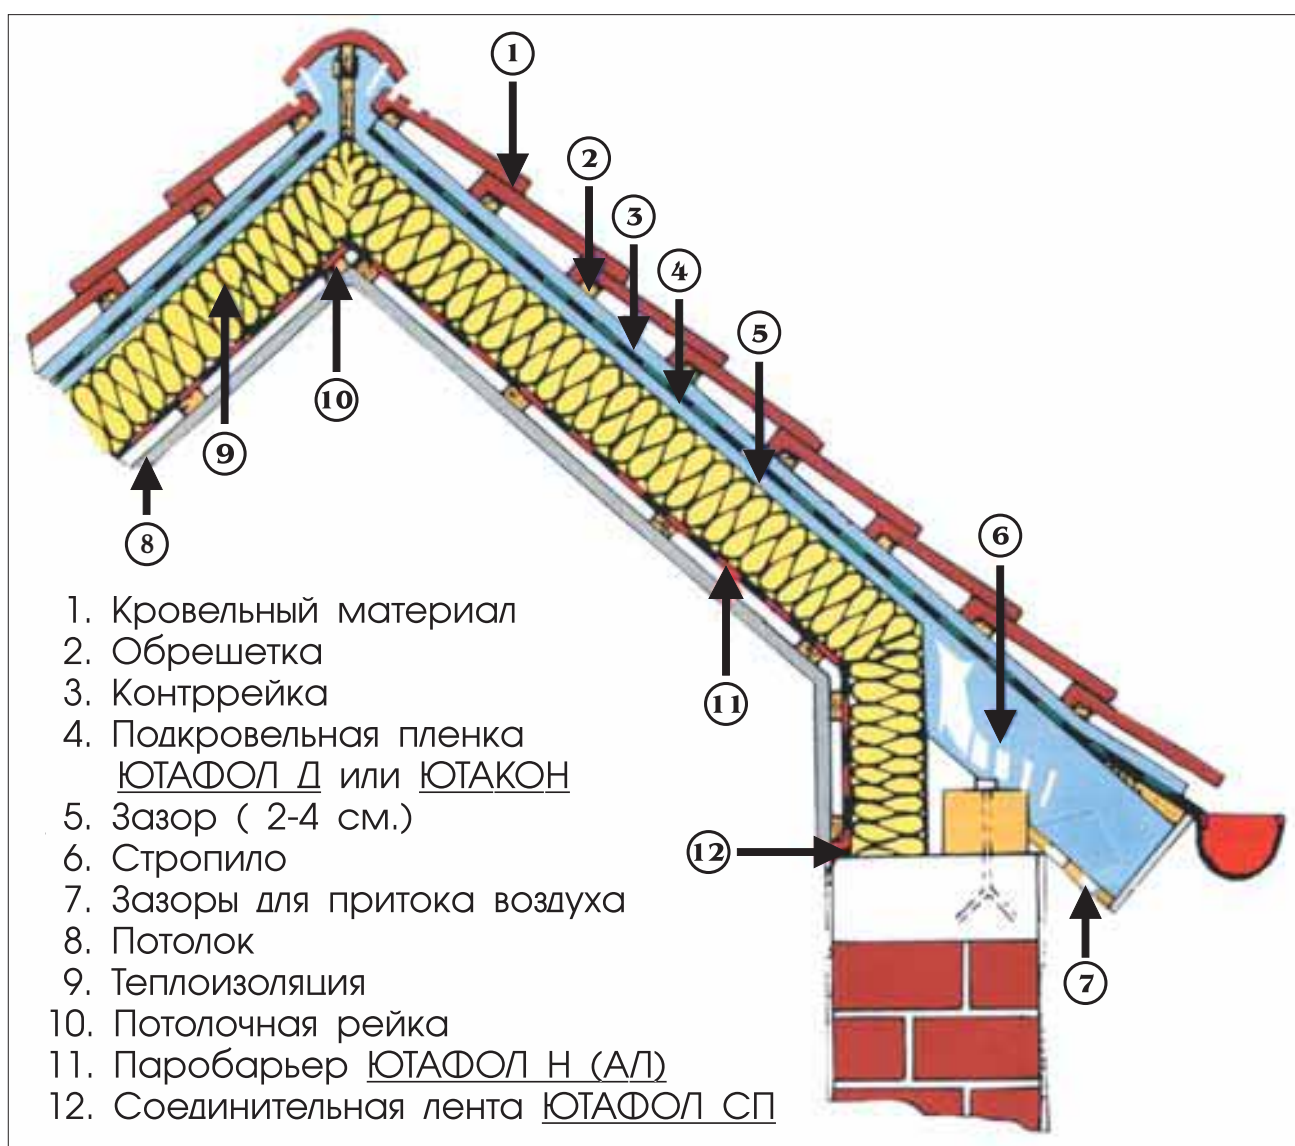 1
2
3
4
5
6
7
8
9
10
11
12
1. Кровельный материал
2. Обрешетка
3. Контррейка
4. Подкровельная пленка
ЮТАФОЛ Д или ЮТАКОН
5. Зазор ( 2-4 см.)
6. Стропило
7. Зазоры для притока воздуха
8. Потолок
9. Теплоизоляция
10. Потолочная рейка
11. Паробарьер ЮТАФОЛ Н (АЛ)
12. Соединительная лента ЮТАФОЛ СП